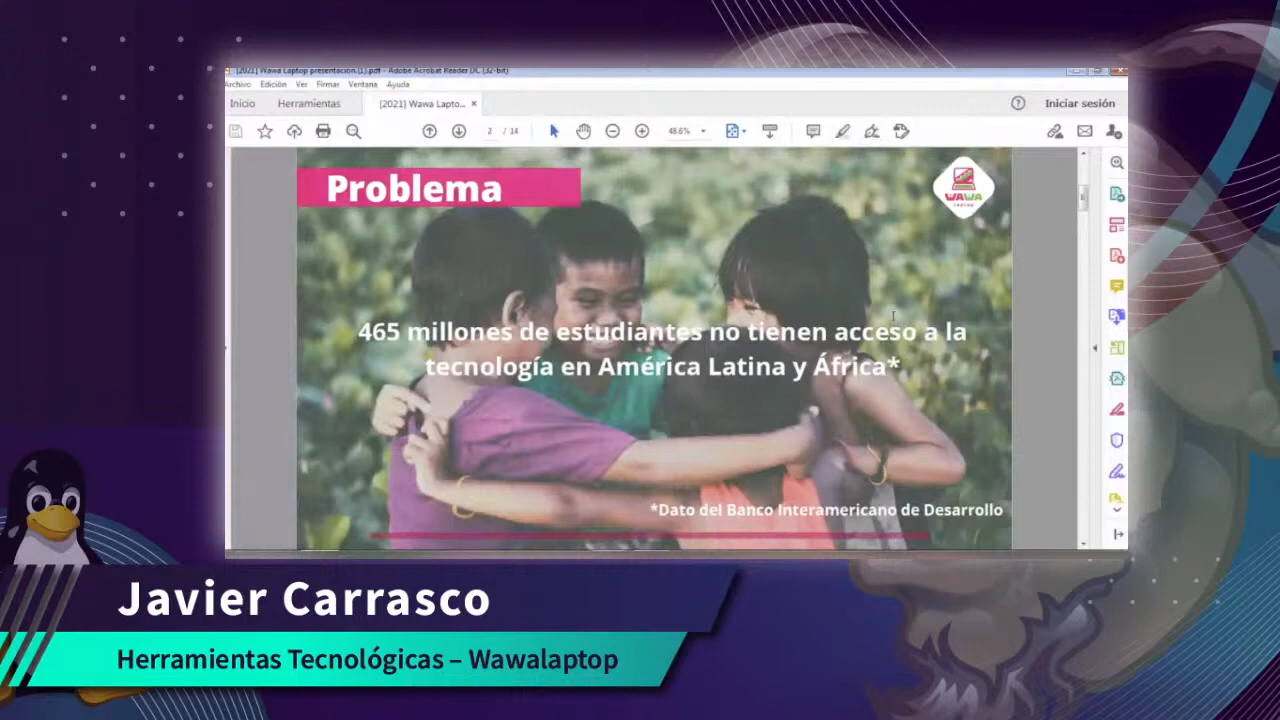 [2021] Wawa Laptop presentación.(1).pdf - Adobe Acrobat Reader DC (32-bit)
Archivo Edición Ver Firmar Ventana Ayuda
Inicio Herramientas [2021] Wawa Lapto... × Iniciar sesión
2 / 14 48.6%
Problema
WAWA
LAPTOP
465 millones de estudiantes no tienen acceso a la
tecnología en América Latina y África*
*Dato del Banco Interamericano de Desarrollo
Javier Carrasco
Herramientas Tecnológicas – Wawalaptop